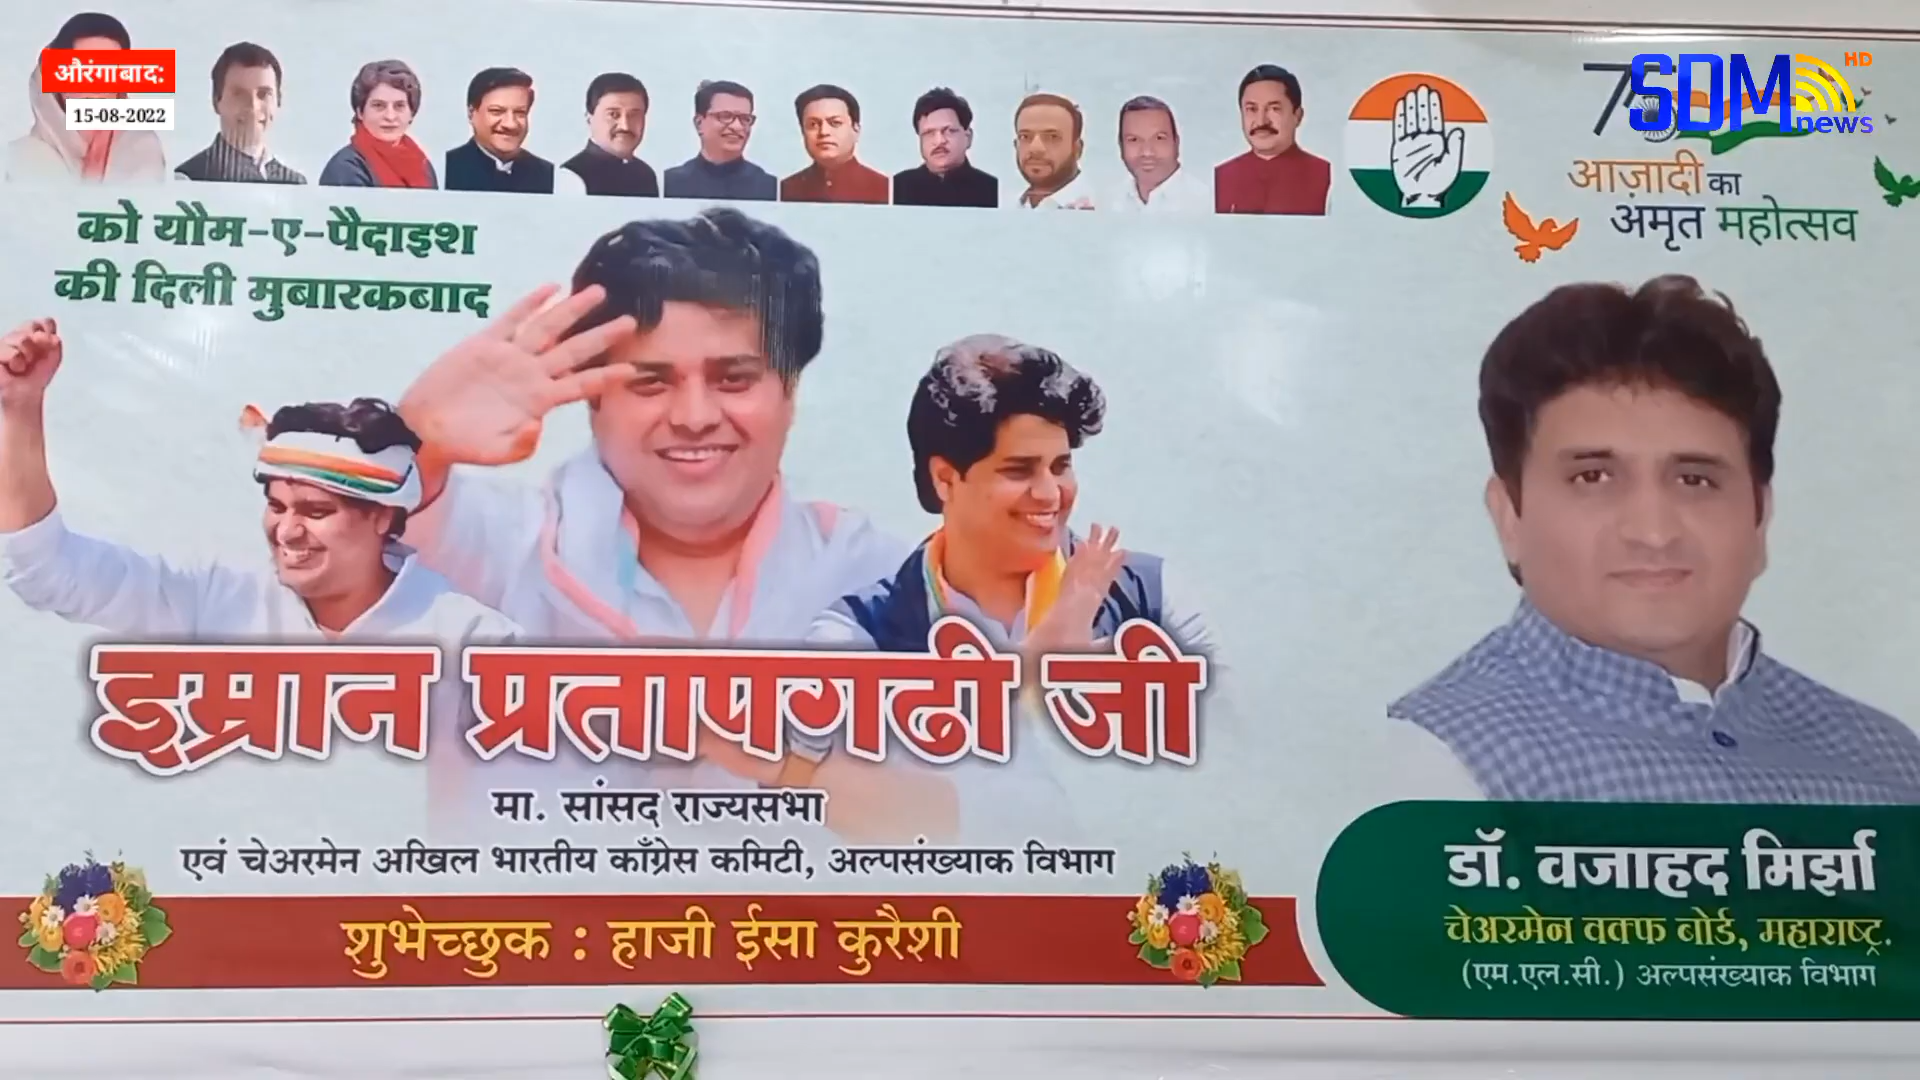 औरंगाबाद:
15-08-2022
SDM news HD
75
आज़ादी का
अमृत महोत्सव
को यौम-ए-पैदाइश
की दिली मुबारकबाद
इम्रान प्रतापगढी जी
मा. सांसद राज्यसभा
एवं चेअरमेन अखिल भारतीय काँग्रेस कमिटी, अल्पसंख्याक विभाग
शुभेच्छुक : हाजी ईसा कुरैशी
डॉ. वजाहद मिर्झा
चेअरमेन वक्फ बोर्ड, महाराष्ट्र.
(एम.एल.सी.) अल्पसंख्याक विभाग